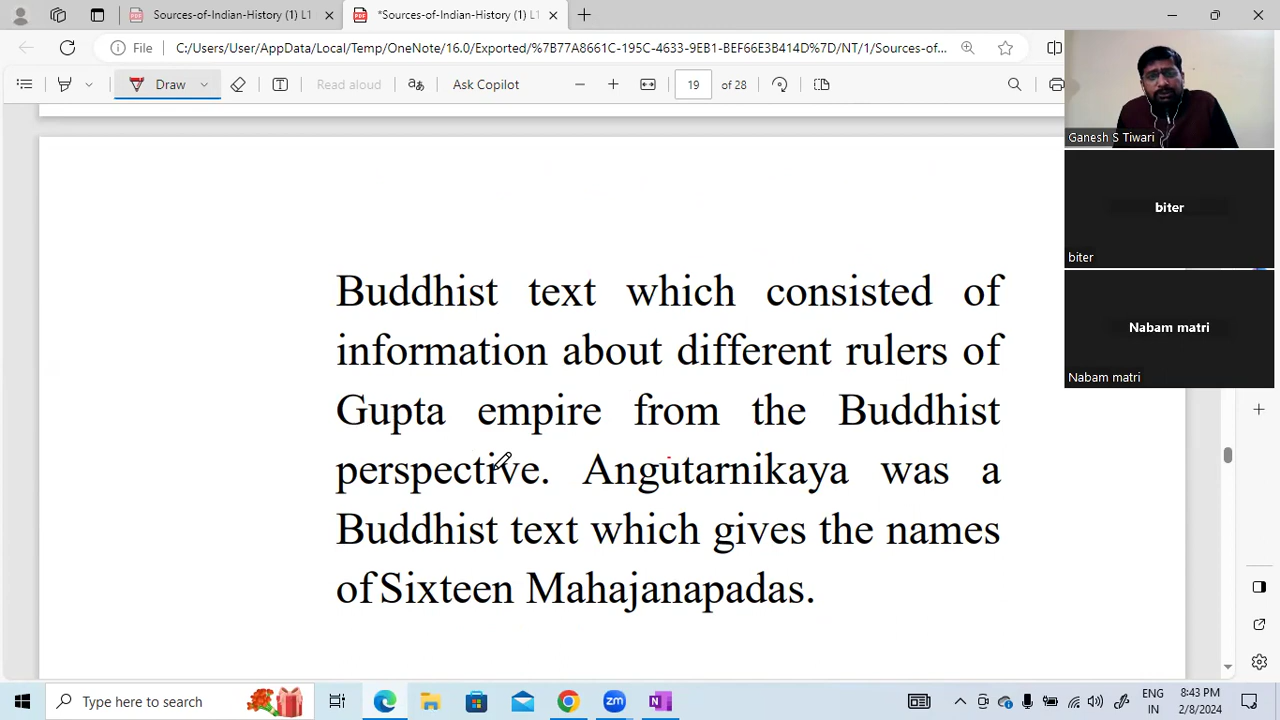 Sources-of-Indian-History (1) L1
*Sources-of-Indian-History (1) L1
File
C:/Users/User/AppData/Local/Temp/OneNote/16.0/Exported/%7B77A8661C-195C-4633-9EB1-BEF66E3B414D%7D/NT/1/Sources-of...
Draw
Read aloud
Ask Copilot
19 of 28
Ganesh S Tiwari
biter
biter
Nabam matri
Nabam matri
Buddhist text which consisted of
information about different rulers of
Gupta empire from the Buddhist
perspective. Angutarnikaya was a
Buddhist text which gives the names
of Sixteen Mahajanapadas.
Type here to search
ENG
IN
8:43 PM
2/8/2024